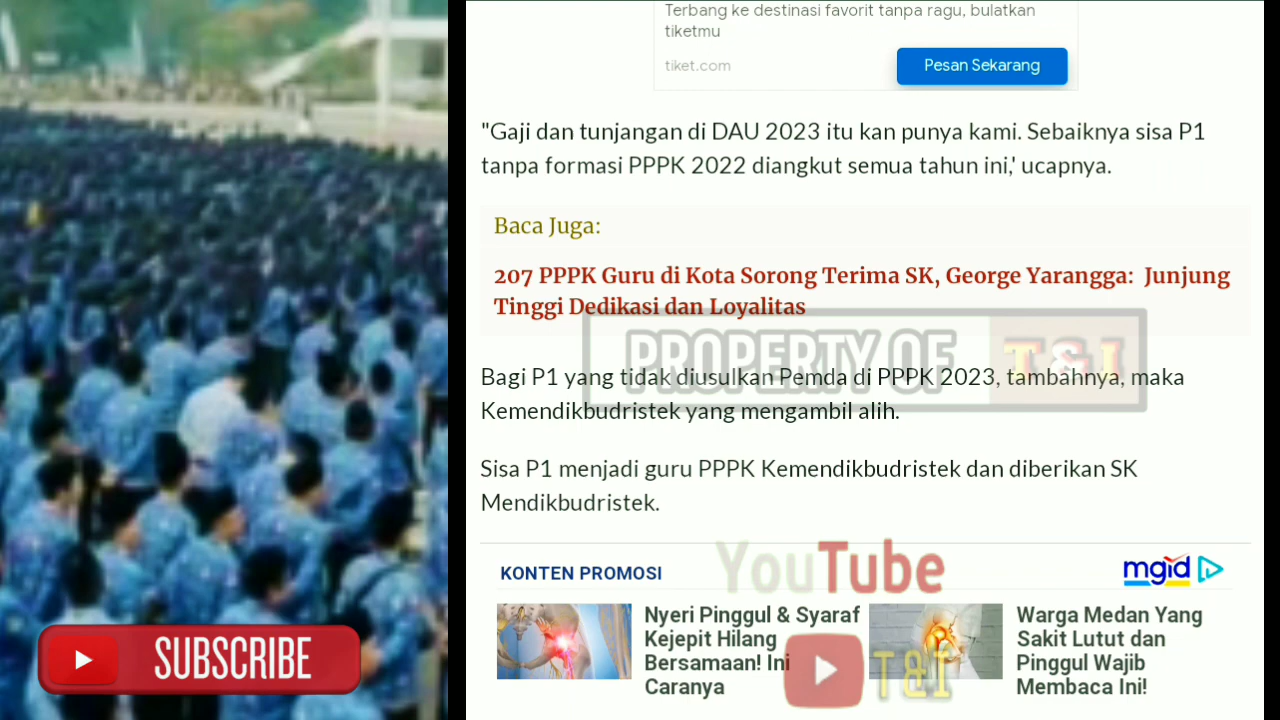 Terbang ke destinasi favorit tanpa ragu, bulatkan
tiketmu
tiket.com
Pesan Sekarang
"Gaji dan tunjangan di DAU 2023 itu kan punya kami. Sebaiknya sisa P1
tanpa formasi PPPK 2022 diangkut semua tahun ini,' ucapnya.
Baca Juga:
207 PPPK Guru di Kota Sorong Terima SK, George Yarangga: Junjung
Tinggi Dedikasi dan Loyalitas
PROPERTY OF T&I
Bagi P1 yang tidak diusulkan Pemda di PPPK 2023, tambahnya, maka
Kemendikbudristek yang mengambil alih.
Sisa P1 menjadi guru PPPK Kemendikbudristek dan diberikan SK
Mendikbudristek.
KONTEN PROMOSI
YouTube
mgid
Nyeri Pinggul & Syaraf
Kejepit Hilang
Bersamaan! Ini
Caranya
Warga Medan Yang
Sakit Lutut dan
Pinggul Wajib
Membaca Ini!
T&I
SUBSCRIBE